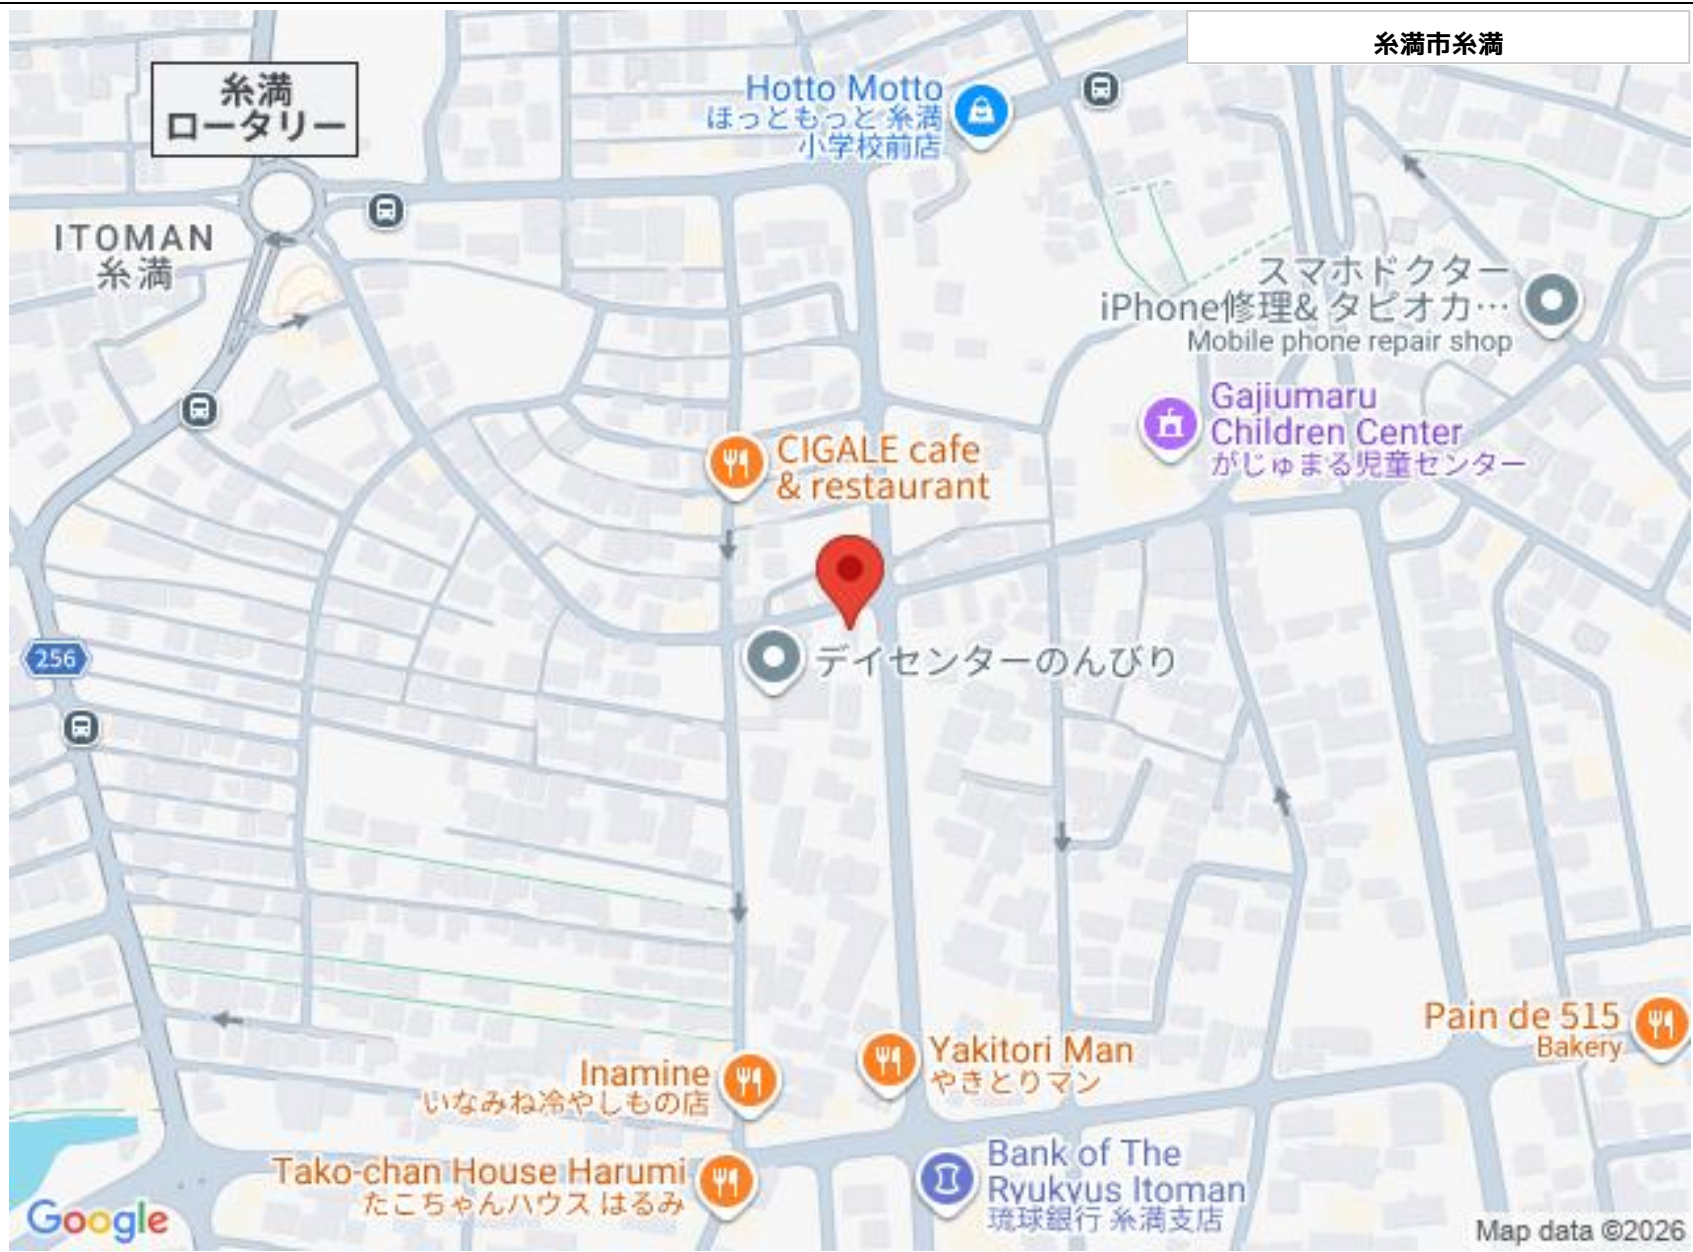 糸満市糸満
糸満
ロータリー
Hotto Motto
ほっともっと 糸満
小学校前店
ITOMAN
糸満
スマホドクター
iPhone修理& タピオカ…
Mobile phone repair shop
Gajiumaru
Children Center
がじゅまる児童センター
CIGALE cafe
& restaurant
256
デイセンターのんびり
Pain de 515
Bakery
Yakitori Man
やきとりマン
Inamine
いなみね冷やしもの店
Bank of The
Ryukyus Itoman
琉球銀行 糸満支店
Tako-chan House Harumi
たこちゃんハウス はるみ
Google
Map data ©2026